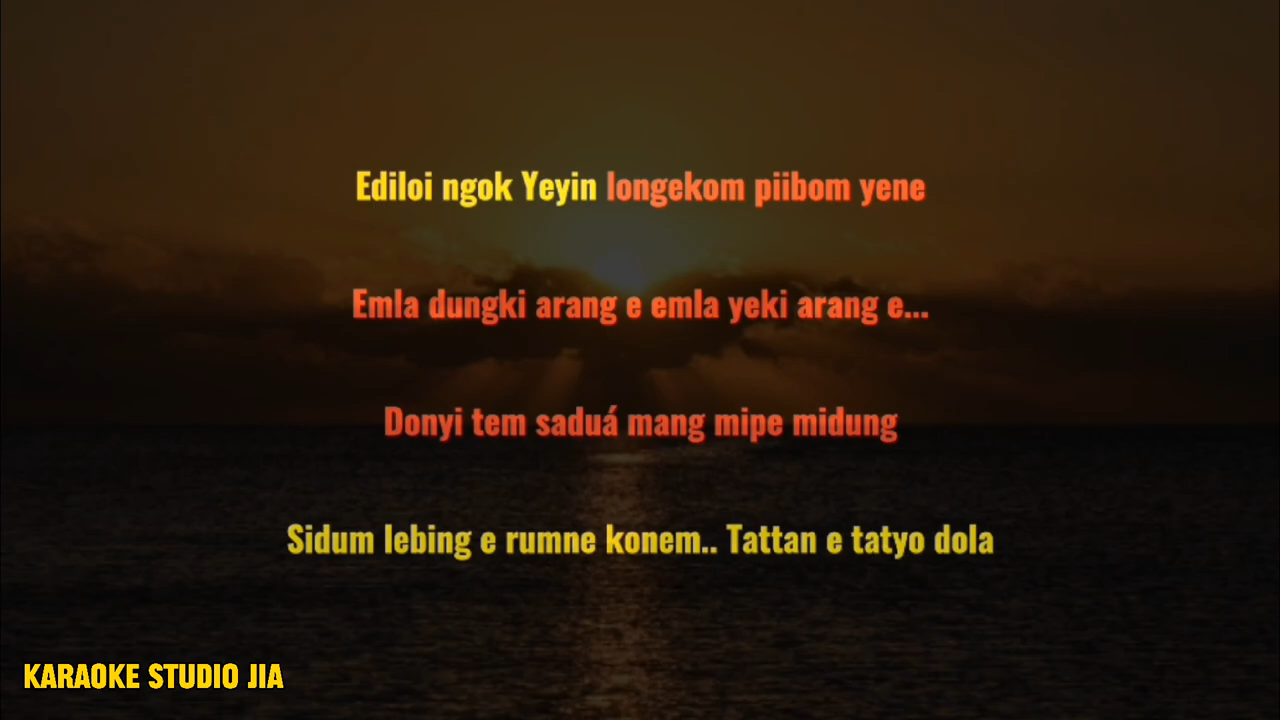 Ediloi ngok Yeyin longekom piibom yene
Emla dungki arang e emla yeki arang e...
Donyi tem saduá mang mipe midung
Sidum lebing e rumne konem.. Tattan e tatyo dola
KARAOKE STUDIO JIA